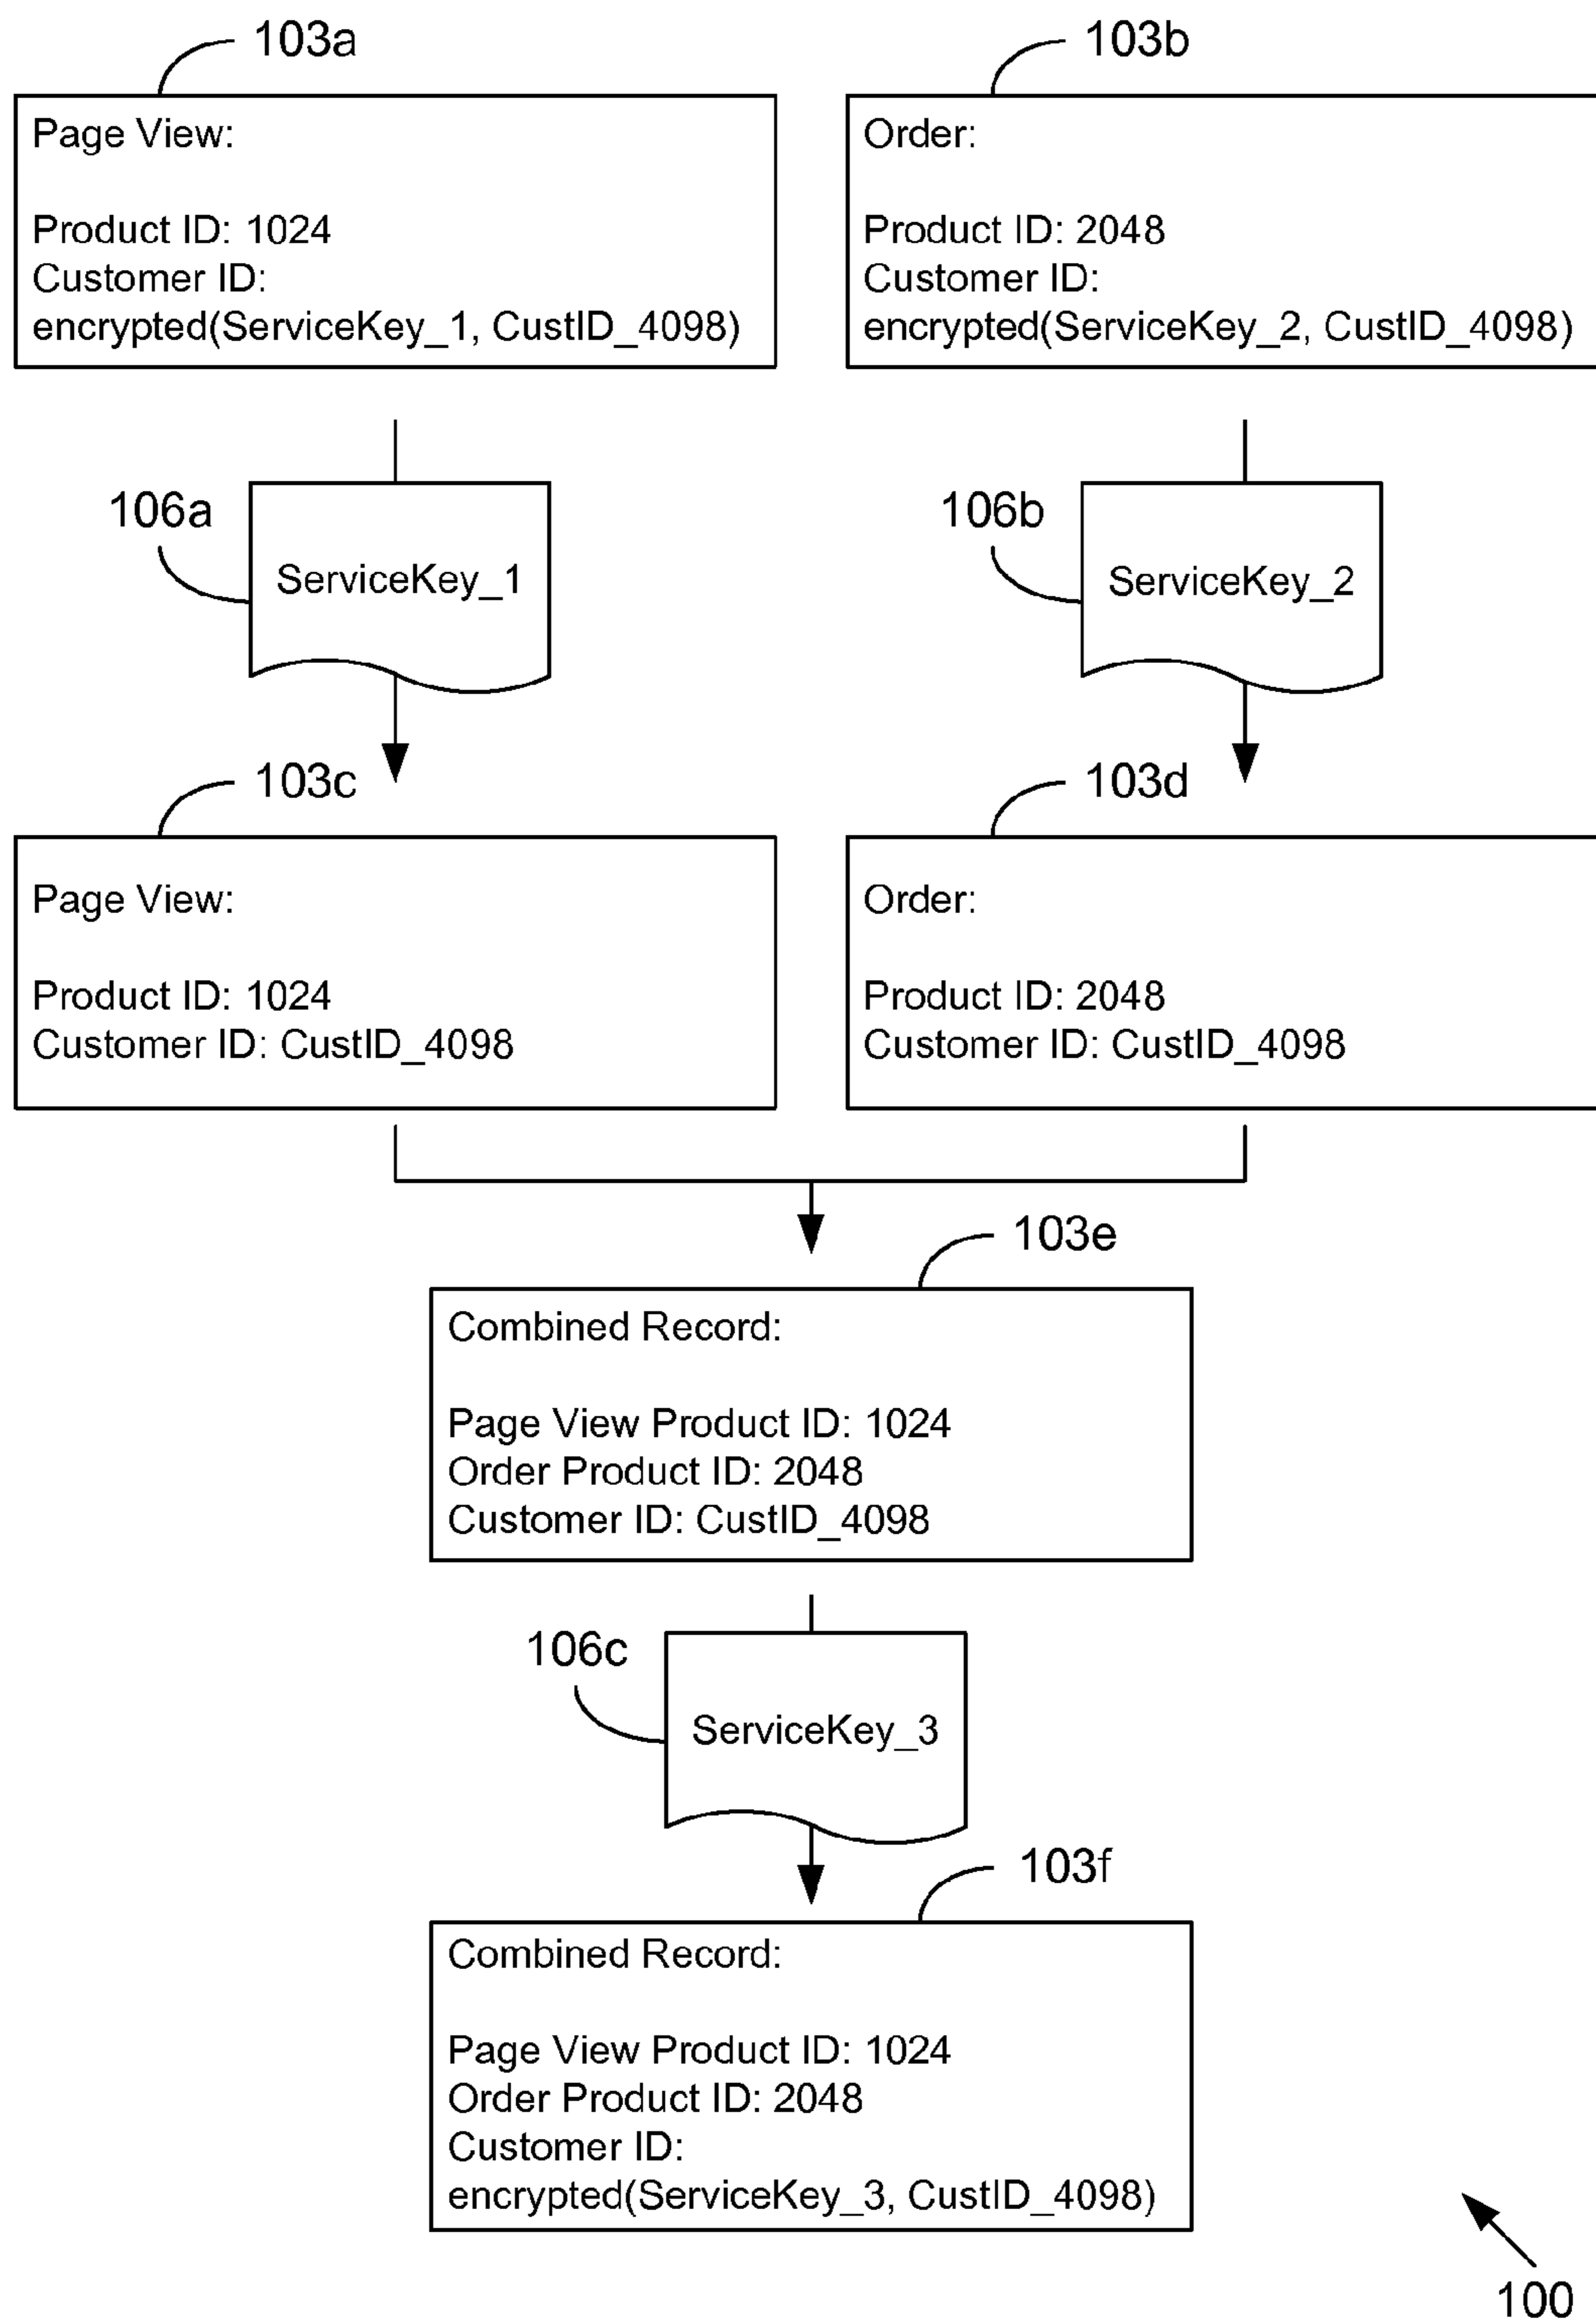 103a
103b
Page View:
Product ID: 1024
Customer ID:
encrypted(ServiceKey_1, CustID_4098)
Order:
Product ID: 2048
Customer ID:
encrypted(ServiceKey_2, CustID_4098)
106a
ServiceKey_1
106b
ServiceKey_2
103c
103d
Page View:
Product ID: 1024
Customer ID: CustID_4098
Order:
Product ID: 2048
Customer ID: CustID_4098
103e
Combined Record:
Page View Product ID: 1024
Order Product ID: 2048
Customer ID: CustID_4098
106c
ServiceKey_3
103f
Combined Record:
Page View Product ID: 1024
Order Product ID: 2048
Customer ID:
encrypted(ServiceKey_3, CustID_4098)
100